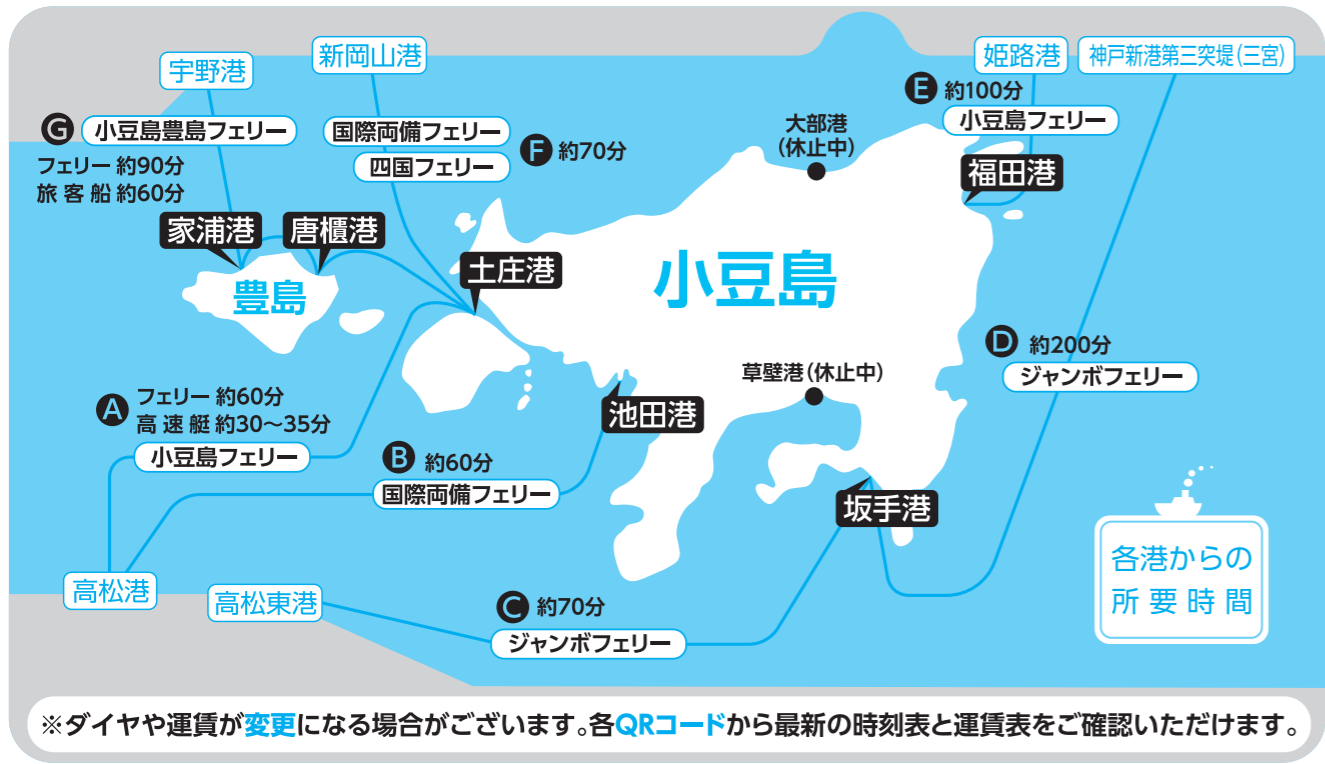 宇野港
新岡山港
姫路港
神戸新港第三突堤(三宮)
G 小豆島豊島フェリー
フェリー 約90分
旅客船 約60分
国際両備フェリー
四国フェリー
F 約70分
大部港
(休止中)
E 約100分
小豆島フェリー
福田港
家浦港
唐櫃港
土庄港
豊島
小豆島
D 約200分
ジャンボフェリー
草壁港(休止中)
A フェリー 約60分
高速艇 約30〜35分
小豆島フェリー
池田港
B 約60分
国際両備フェリー
坂手港
各港からの
所要時間
高松港
高松東港
C 約70分
ジャンボフェリー
※ダイヤや運賃が変更になる場合がございます。各QRコードから最新の時刻表と運賃表をご確認いただけます。